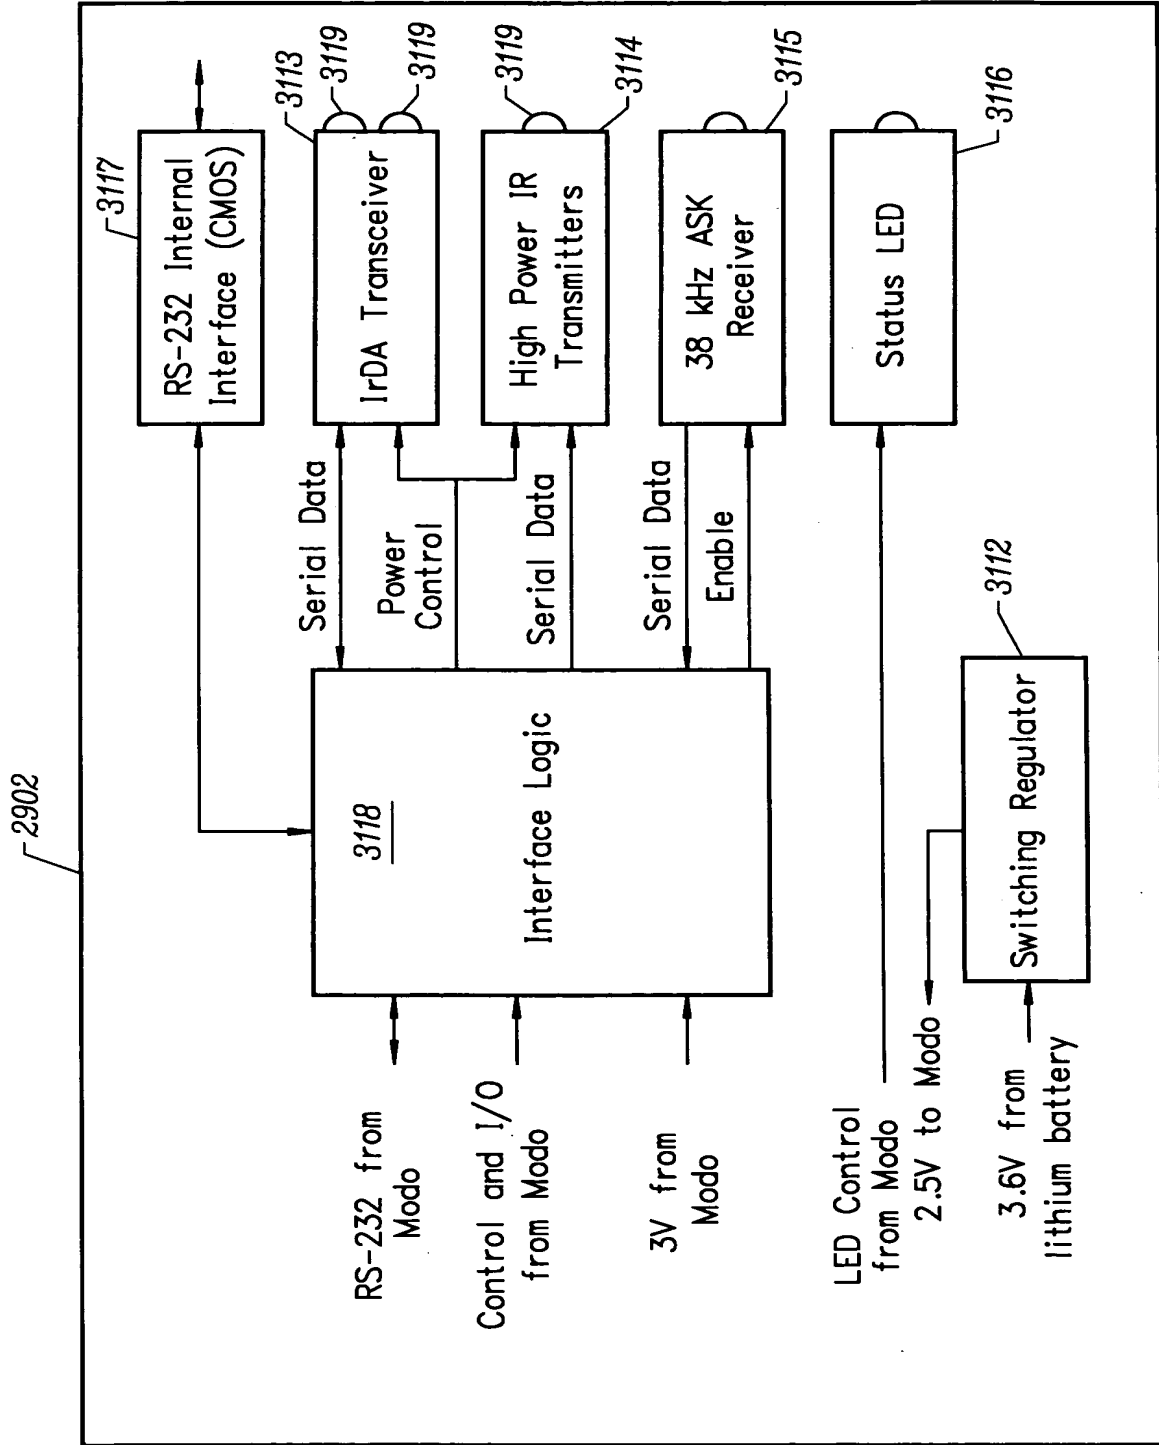 2902
3117
RS-232 Internal
Interface (CMOS)
3113
3119
3119
IrDA Transceiver
Serial Data
Power
Control
3119
3114
High Power IR
Transmitters
Serial Data
3115
38 kHz ASK
Receiver
Serial Data
Enable
3116
Status LED
3118
Interface Logic
RS-232 from
Modo
Control and I/O
from Modo
3V from
Modo
LED Control
from Modo
2.5V to Modo
3.6V from
lithium battery
3112
Switching Regulator